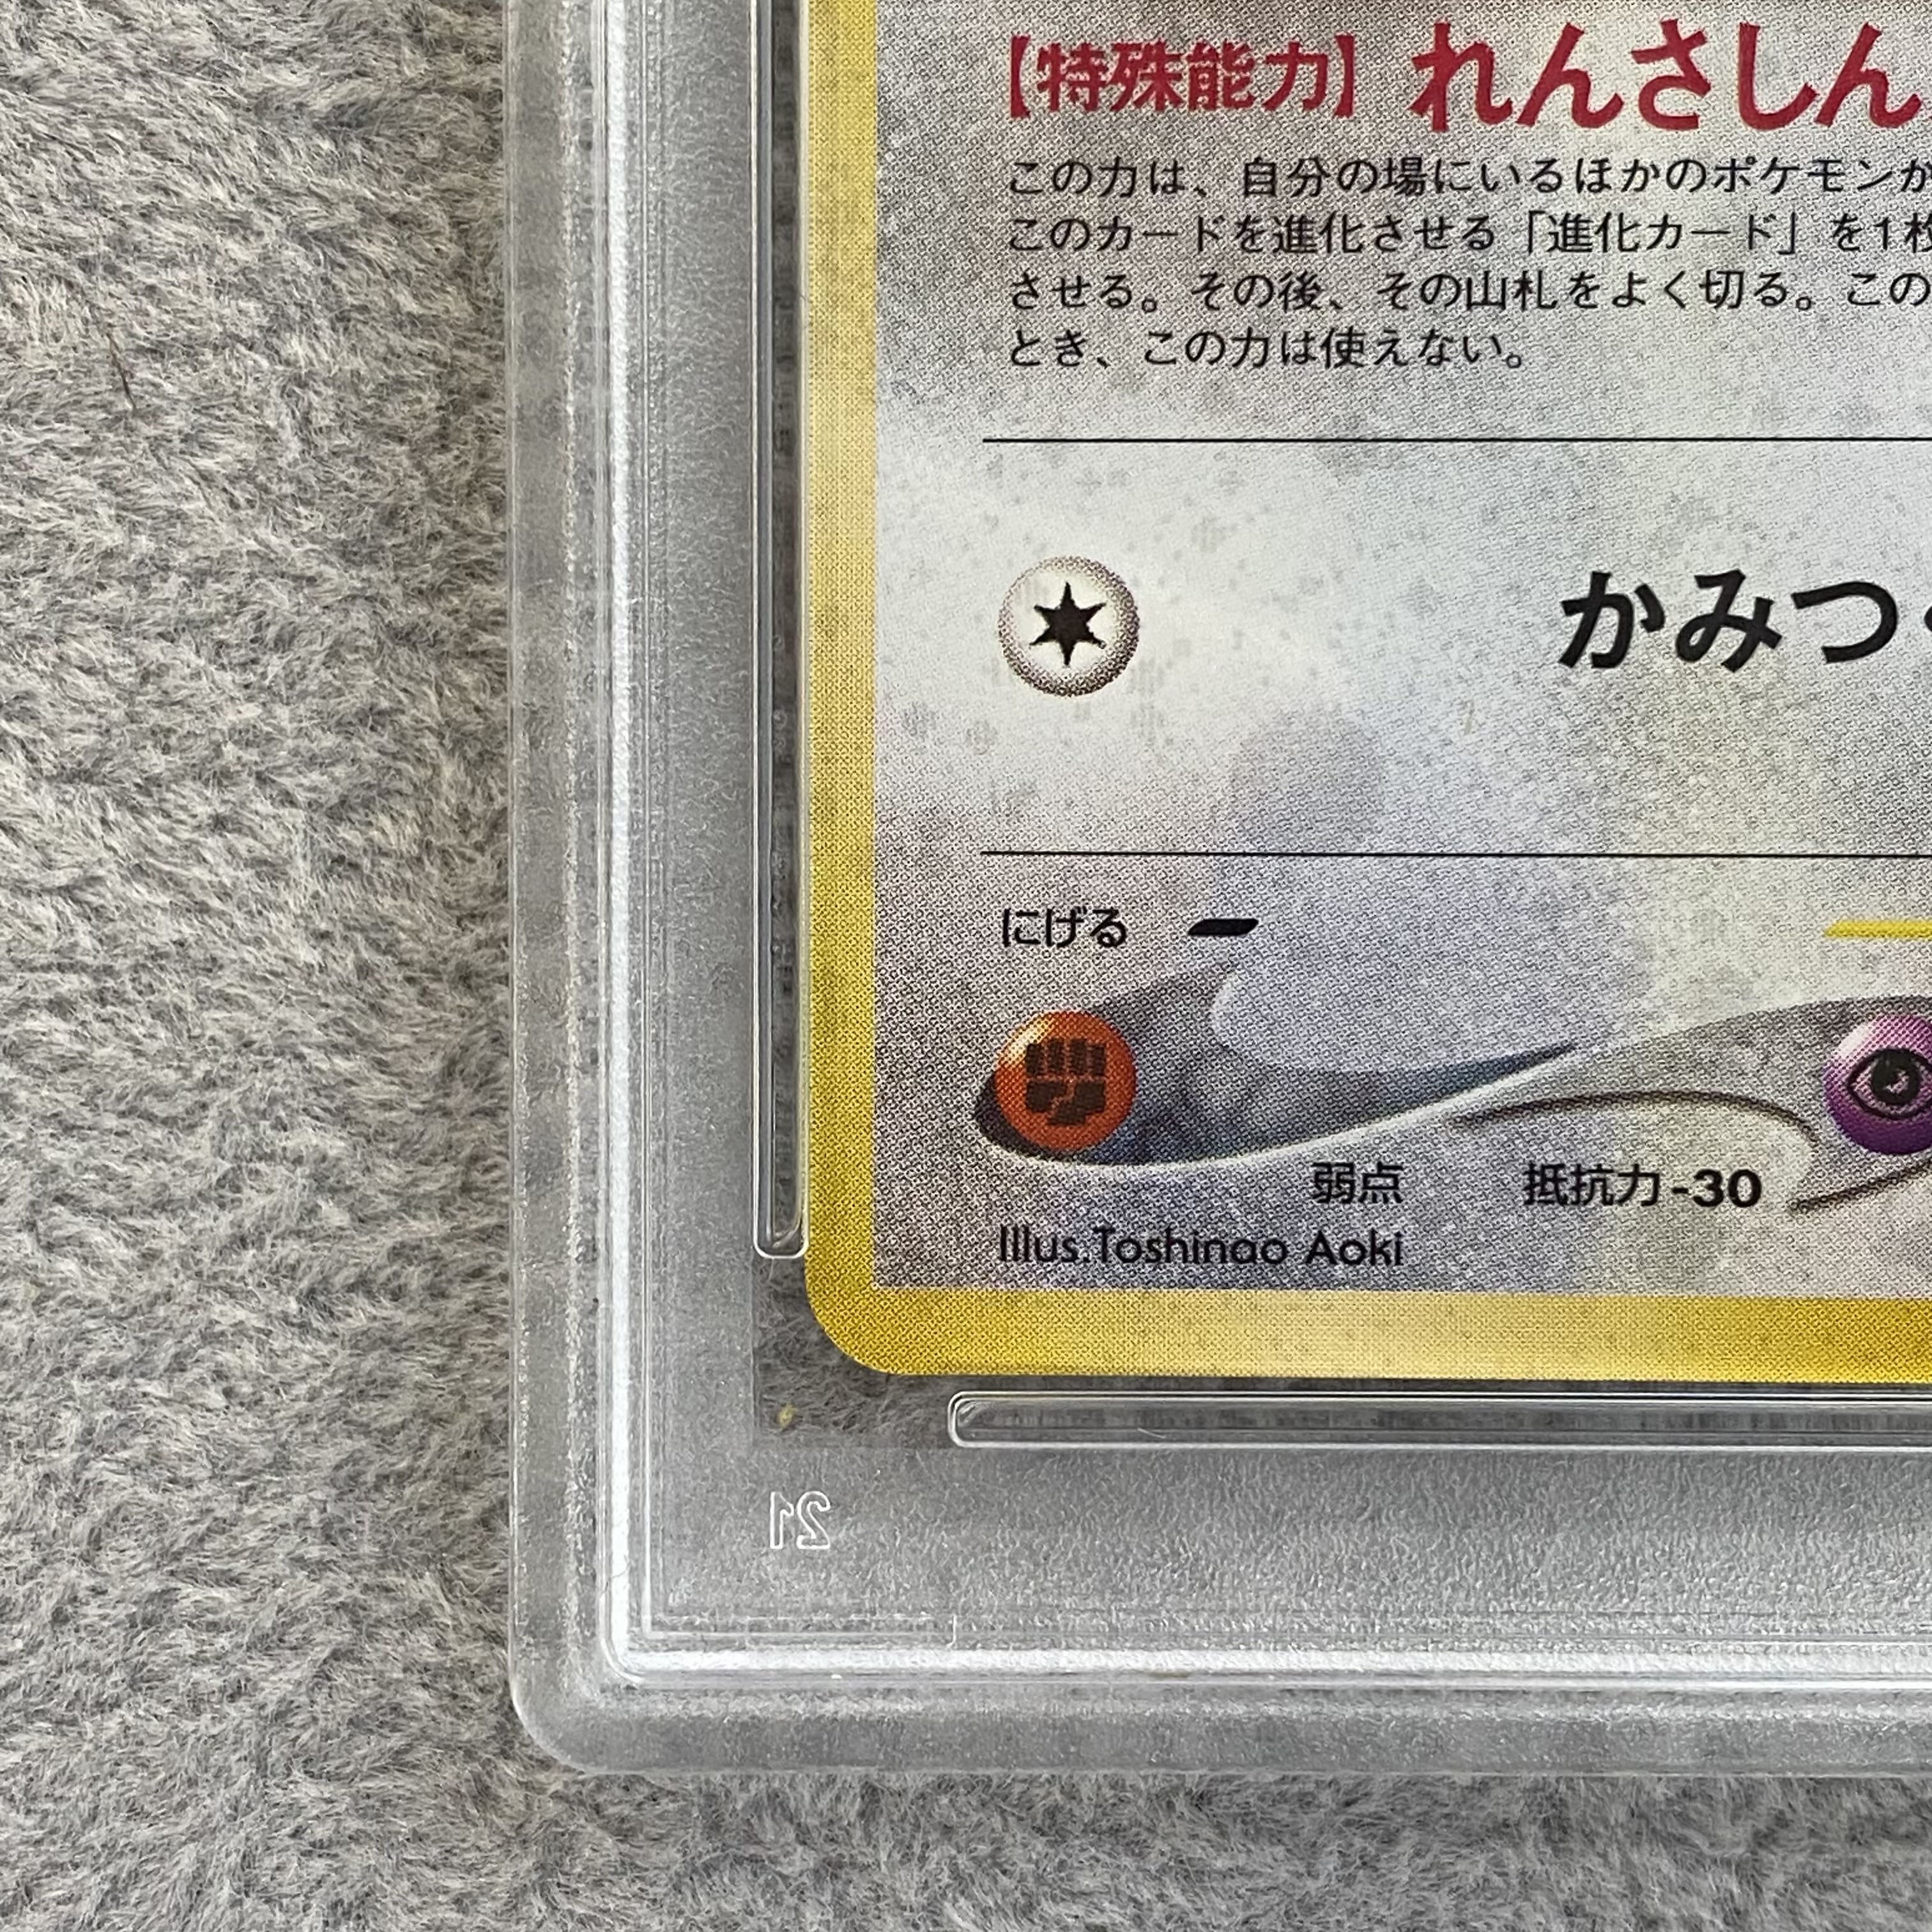 【特殊能力】れんさしん
この力は、自分の場にいるほかのポケモンが
このカードを進化させる「進化カード」を1枚
させる。その後、その山札をよく切る。この
とき、この力は使えない。
かみつ
にげる
弱点 抵抗力-30
Illus.Toshinao Aoki
21